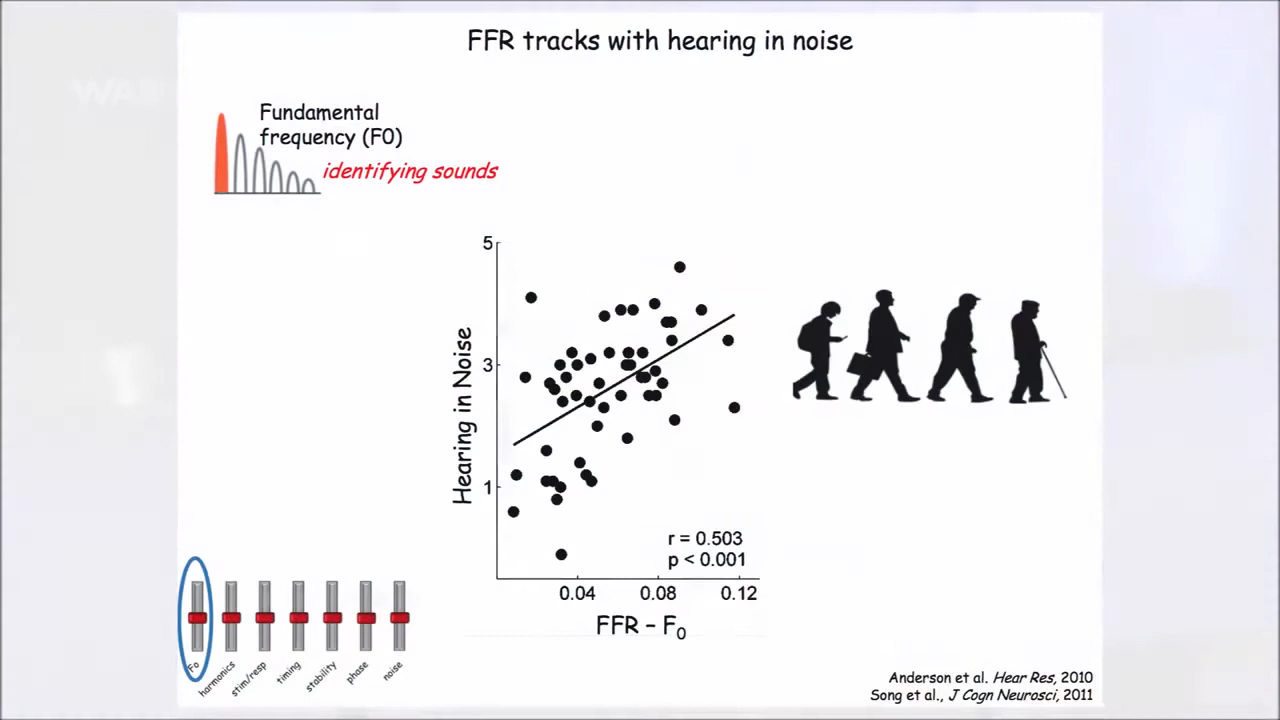 FFR tracks with hearing in noise
Fundamental
frequency (F0)
identifying sounds
5
3
1
Hearing in Noise
r = 0.503
p < 0.001
0.04 0.08 0.12
FFR – F₀
F₀
harmonics
stim/resp
timing
stability
phase
noise
Anderson et al. Hear Res, 2010
Song et al., J Cogn Neurosci, 2011